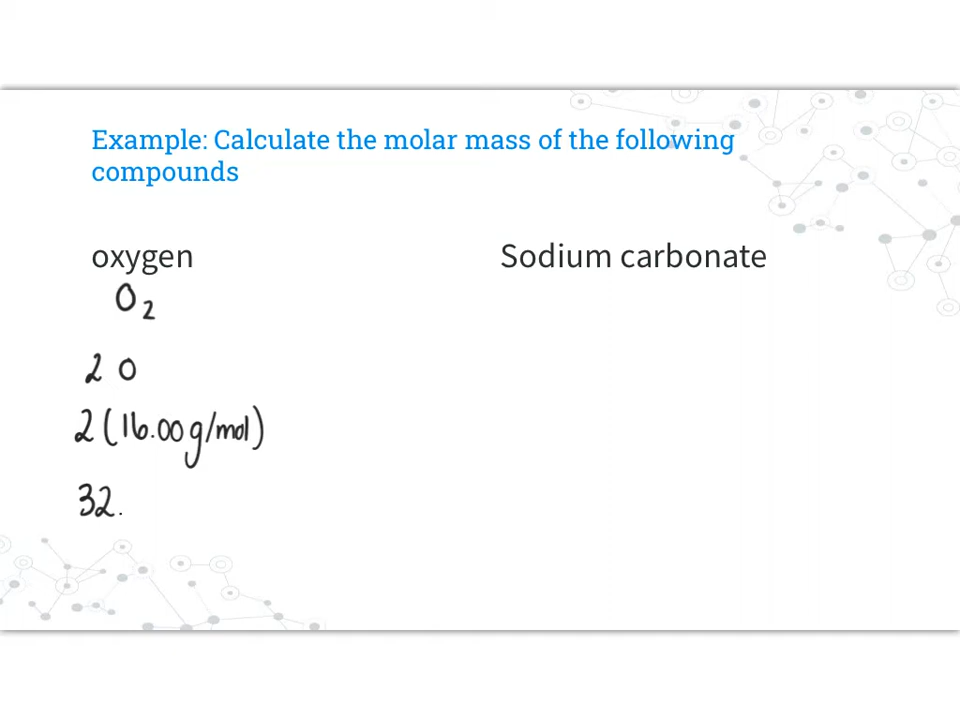 Example: Calculate the molar mass of the following
compounds
oxygen
O₂
2 O
2 (16.00 g/mol)
32.
Sodium carbonate